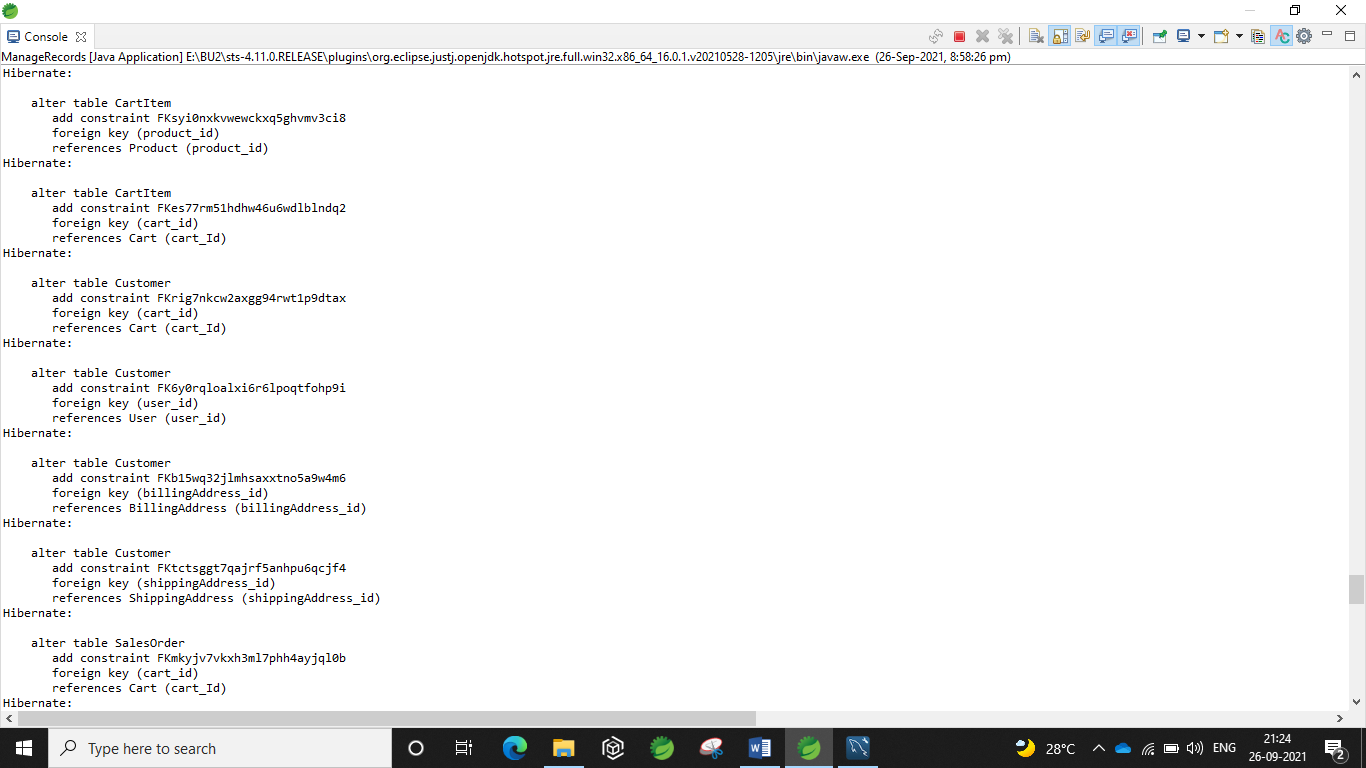 Console
ManageRecords [Java Application] E:\BU2\sts-4.11.0.RELEASE\plugins\org.eclipse.justj.openjdk.hotspot.jre.full.win32.x86_64_16.0.1.v20210528-1205\jre\bin\javaw.exe (26-Sep-2021, 8:58:26 pm)
Hibernate:
alter table CartItem
add constraint FKsyi0nxkvwewckxq5ghvmv3ci8
foreign key (product_id)
references Product (product_id)
Hibernate:
alter table CartItem
add constraint FKes77rm51hdhw46u6wdlblndq2
foreign key (cart_id)
references Cart (cart_Id)
Hibernate:
alter table Customer
add constraint FKrig7nkcw2axgg94rwt1p9dtax
foreign key (cart_id)
references Cart (cart_Id)
Hibernate:
alter table Customer
add constraint FK6y0rqloalxi6r6lpoqtfohp9i
foreign key (user_id)
references User (user_id)
Hibernate:
alter table Customer
add constraint FKb15wq32jlmhsaxxtno5a9w4m6
foreign key (billingAddress_id)
references BillingAddress (billingAddress_id)
Hibernate:
alter table Customer
add constraint FKtctsggt7qajrf5anhpu6qcjf4
foreign key (shippingAddress_id)
references ShippingAddress (shippingAddress_id)
Hibernate:
alter table SalesOrder
add constraint FKmkyjv7vkxh3ml7phh4ayjql0b
foreign key (cart_id)
references Cart (cart_Id)
Hibernate:
Type here to search
28°C
ENG
21:24
26-09-2021
2